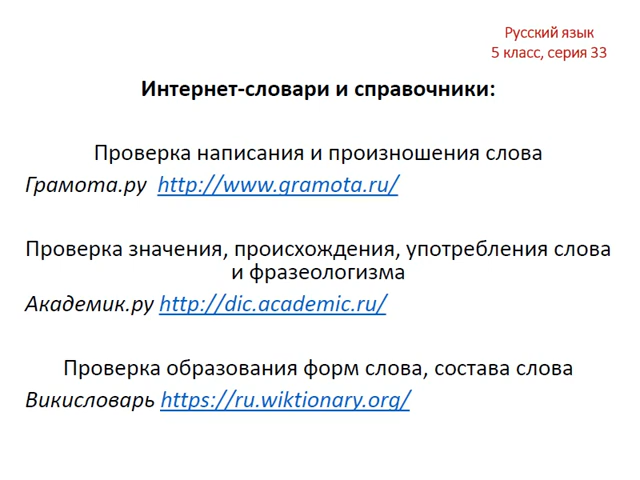 Русский язык
5 класс, серия 33
Интернет-словари и справочники:
Проверка написания и произношения слова
Грамота.ру http://www.gramota.ru/
Проверка значения, происхождения, употребления слова
и фразеологизма
Академик.ру http://dic.academic.ru/
Проверка образования форм слова, состава слова
Викисловарь https://ru.wiktionary.org/